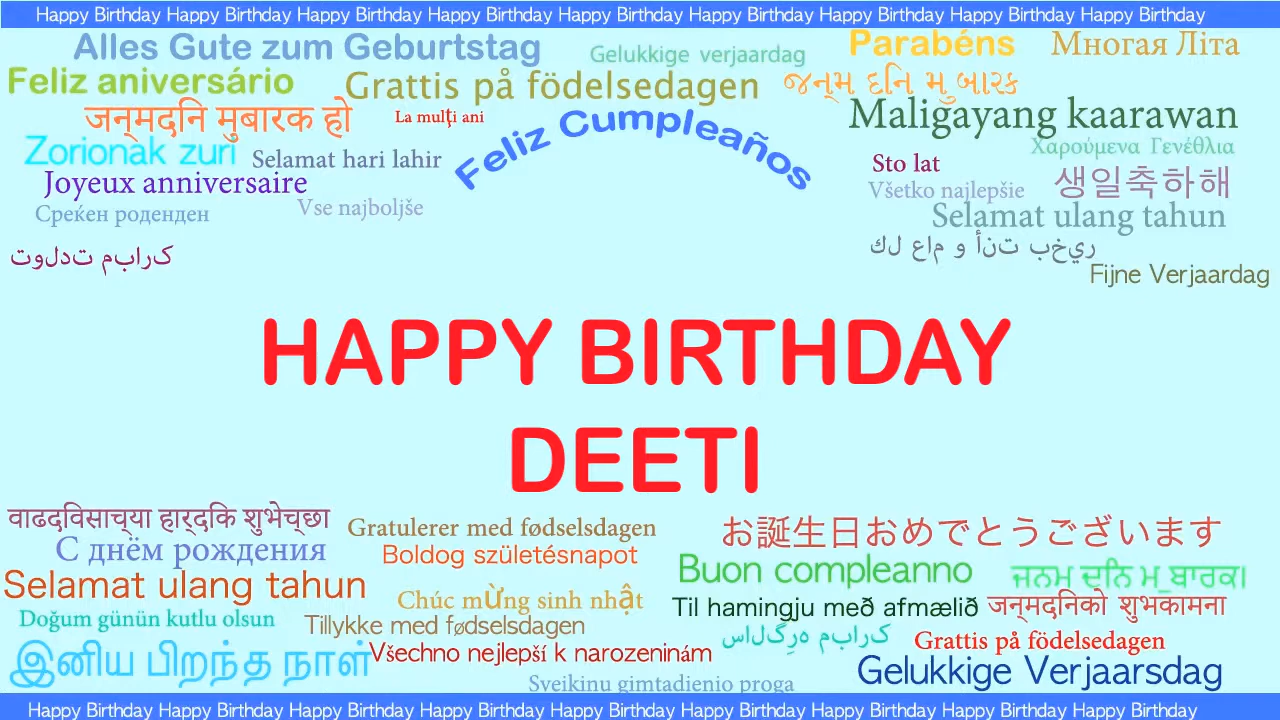 Happy Birthday Happy Birthday Happy Birthday Happy Birthday Happy Birthday Happy Birthday Happy Birthday Happy Birthday Happy Birthday
Alles Gute zum Geburtstag
Gelukkige verjaardag
Parabéns
Многая Літа
Feliz aniversário
Grattis på födelsedagen
જન્મ દિન મુબારક
जन्मदिन मुबारक हो
La mulţi ani
Feliz Cumpleaños
Maligayang kaarawan
Zorionak zuri
Selamat hari lahir
Χαρούμενα Γενέθλια
Sto lat
Joyeux anniversaire
Všetko najlepšie
생일축하해
Среќен роденден
Vse najboljše
Selamat ulang tahun
تولدت مبارک
كل عام و أنت بخير
Fijne Verjaardag
HAPPY BIRTHDAY
DEETI
वाढदिवसाच्या हार्दिक शुभेच्छा
Gratulerer med fødselsdagen
お誕生日おめでとうございます
С днём рождения
Boldog születésnapot
Buon compleanno
ਜਨਮ ਦਿਨ ਮੁਬਾਰਕ।
Selamat ulang tahun
Chúc mừng sinh nhật
Til hamingju með afmælið
जन्मदिनको शुभकामना
Doğum günün kutlu olsun
Tillykke med fødselsdagen
سالگرہ مبارک
Grattis på födelsedagen
இனிய பிறந்த நாள்
Všechno nejlepší k narozeninám
Gelukkige Verjaarsdag
Sveikinu gimtadienio proga
Happy Birthday Happy Birthday Happy Birthday Happy Birthday Happy Birthday Happy Birthday Happy Birthday Happy Birthday Happy Birthday